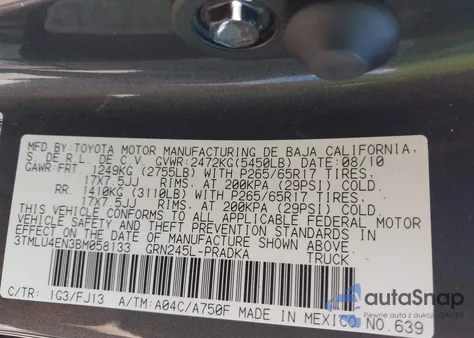 MFD.BY:TOYOTA MOTOR MANUFACTURING DE BAJA CALIFORNIA,
S. DE R.L. DE C.V. GVWR:2472KG(5450LB) DATE:08/10
GAWR:FRT. 1249KG (2755LB) WITH P265/65R17 TIRES,
17X7.5JJ RIMS, AT 200KPA (29PSI) COLD.
RR. 1410KG (3110LB) WITH P265/65R17 TIRES,
17X7.5JJ RIMS, AT 200KPA (29PSI) COLD.
THIS VEHICLE CONFORMS TO ALL APPLICABLE FEDERAL MOTOR
VEHICLE SAFETY AND THEFT PREVENTION STANDARDS IN
EFFECT ON THE DATE OF MANUFACTURE SHOWN ABOVE.
3TMLU4EN3BM058133 GRN245L-PRADKA TRUCK
C/TR: 1G3/FJ13 A/TM:A04C/A750F MADE IN MEXICO NO.639
autoSnap
Pewne auto z aukcji w USA